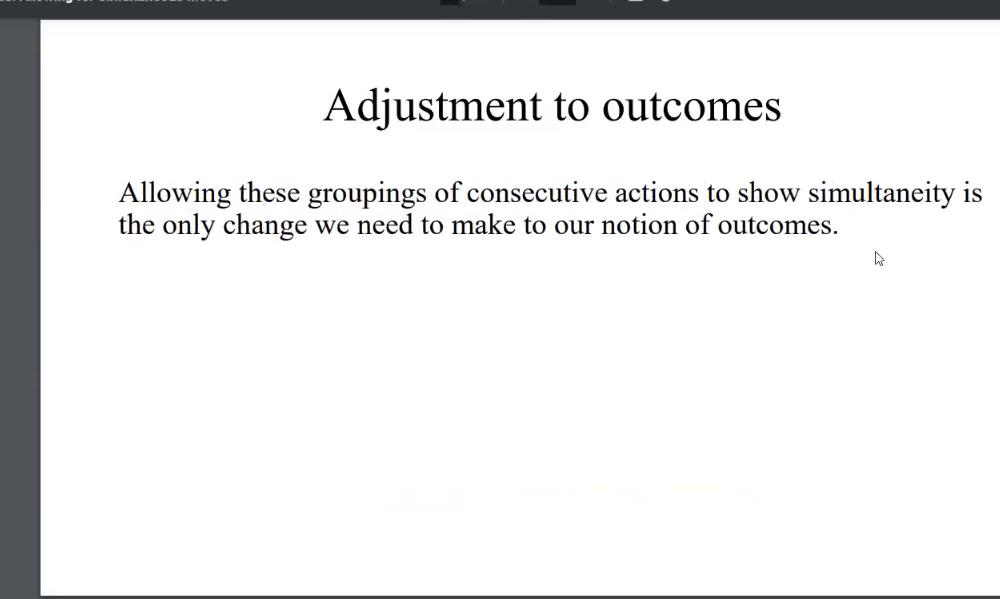 Adjustment to outcomes
Allowing these groupings of consecutive actions to show simultaneity is
the only change we need to make to our notion of outcomes.